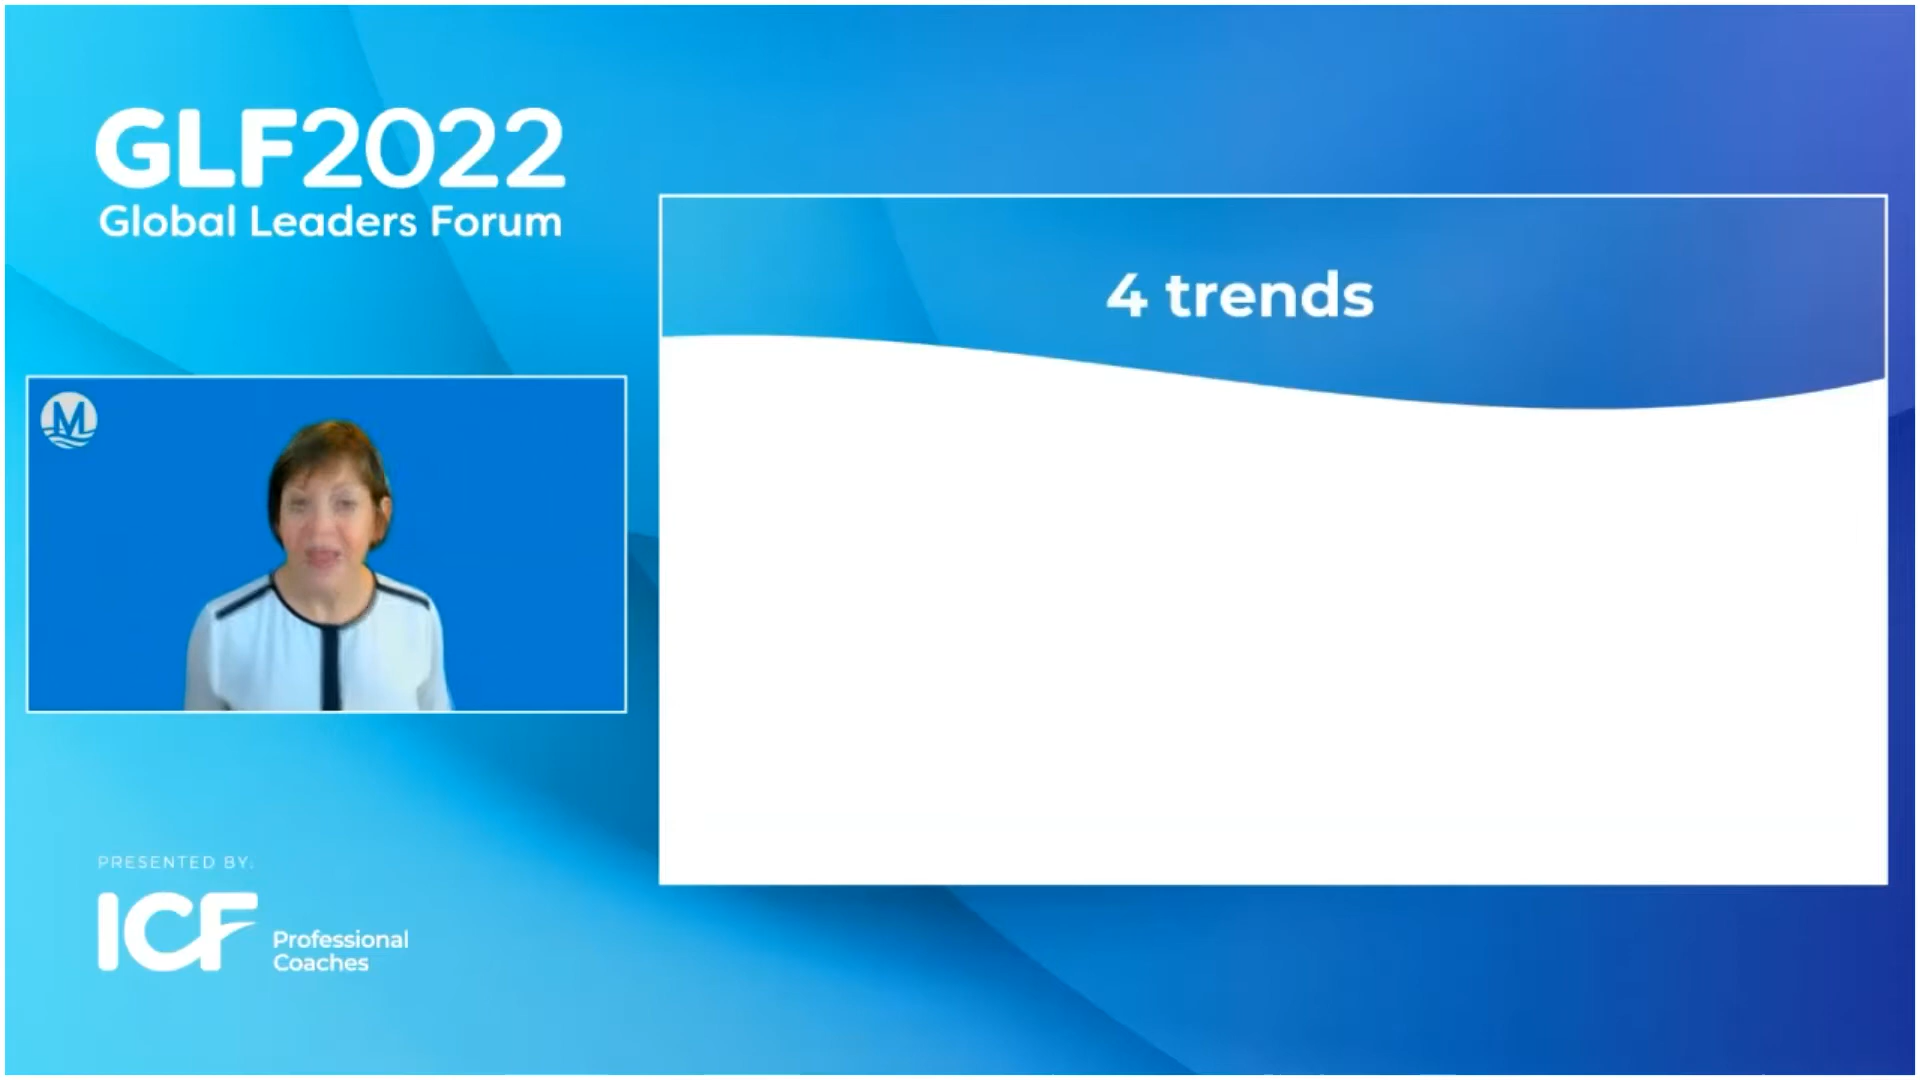 GLF2022
Global Leaders Forum
4 trends
M
PRESENTED BY:
ICF
Professional
Coaches